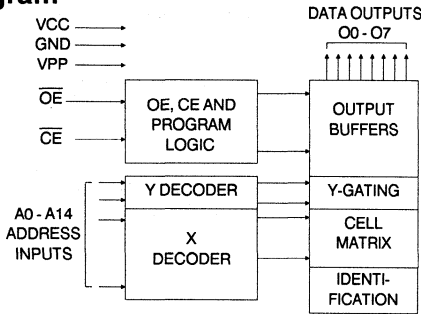 DATA OUTPUTS
O0 - O7
VCC
GND
VPP
OE
CE
OE, CE AND
PROGRAM
LOGIC
OUTPUT
BUFFERS
A0 - A14
ADDRESS
INPUTS
Y DECODER
X
DECODER
Y-GATING
CELL
MATRIX
IDENTI-
FICATION